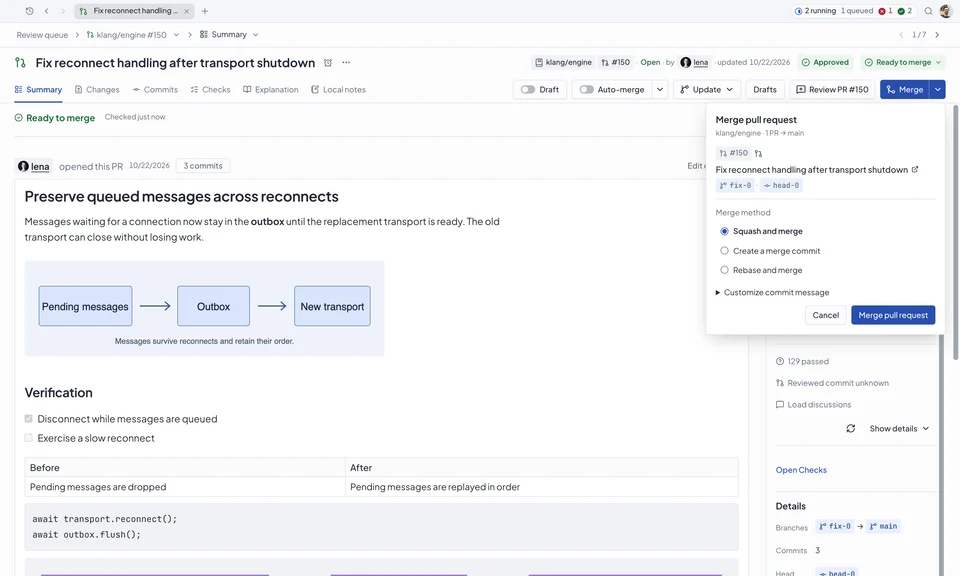 Fix reconnect handling ...
2 running 1 queued 1 2
Review queue klang/engine #150 Summary
1/7
Fix reconnect handling after transport shutdown
klang/engine #150 Open · by lena · updated 10/22/2026 Approved Ready to merge
Summary Changes Commits Checks Explanation Local notes
Draft Auto-merge Update Drafts Review PR #150 Merge
Ready to merge Checked just now
Merge pull request
klang/engine · 1 PR → main
#150
Fix reconnect handling after transport shutdown
fix-0 · head-0
Merge method
Squash and merge
Create a merge commit
Rebase and merge
Customize commit message
Cancel Merge pull request
lena opened this PR 10/22/2026 3 commits
Edit
Preserve queued messages across reconnects
Messages waiting for a connection now stay in the outbox until the replacement transport is ready. The old
transport can close without losing work.
Pending messages Outbox New transport
Messages survive reconnects and retain their order.
Verification
Disconnect while messages are queued
Exercise a slow reconnect
Before After
Pending messages are dropped Pending messages are replayed in order
await transport.reconnect();
await outbox.flush();
129 passed
Reviewed commit unknown
Load discussions
Show details
Open Checks
Details
Branches fix-0 → main
Commits 3
Head head-0